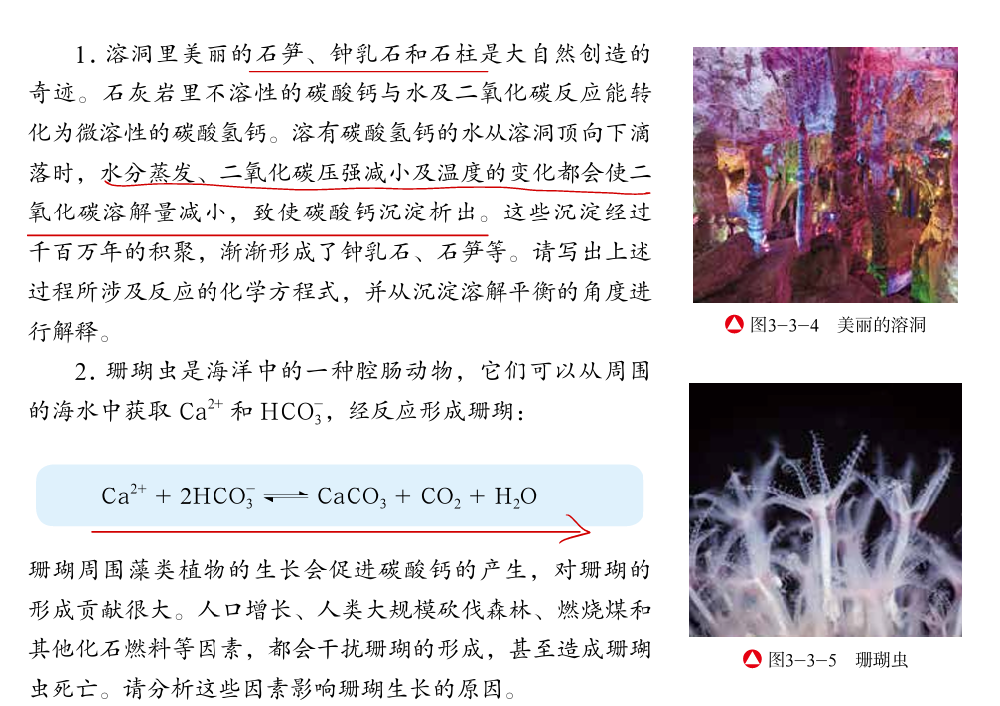 1. 溶洞里美丽的石笋、钟乳石和石柱是大自然创造的
奇迹。石灰岩里不溶性的碳酸钙与水及二氧化碳反应能转
化为微溶性的碳酸氢钙。溶有碳酸氢钙的水从溶洞顶向下滴
落时，水分蒸发、二氧化碳压强减小及温度的变化都会使二
氧化碳溶解量减小，致使碳酸钙沉淀析出。这些沉淀经过
千百万年的积聚，渐渐形成了钟乳石、石笋等。请写出上述
过程所涉及反应的化学方程式，并从沉淀溶解平衡的角度进
行解释。
图3-3-4 美丽的溶洞
2. 珊瑚虫是海洋中的一种腔肠动物，它们可以从周围
的海水中获取 Ca²⁺ 和 HCO₃⁻，经反应形成珊瑚：
Ca²⁺ + 2HCO₃⁻ ⇌ CaCO₃ + CO₂ + H₂O
珊瑚周围藻类植物的生长会促进碳酸钙的产生，对珊瑚的
形成贡献很大。人口增长、人类大规模砍伐森林、燃烧煤和
其他化石燃料等因素，都会干扰珊瑚的形成，甚至造成珊瑚
虫死亡。请分析这些因素影响珊瑚生长的原因。
图3-3-5 珊瑚虫